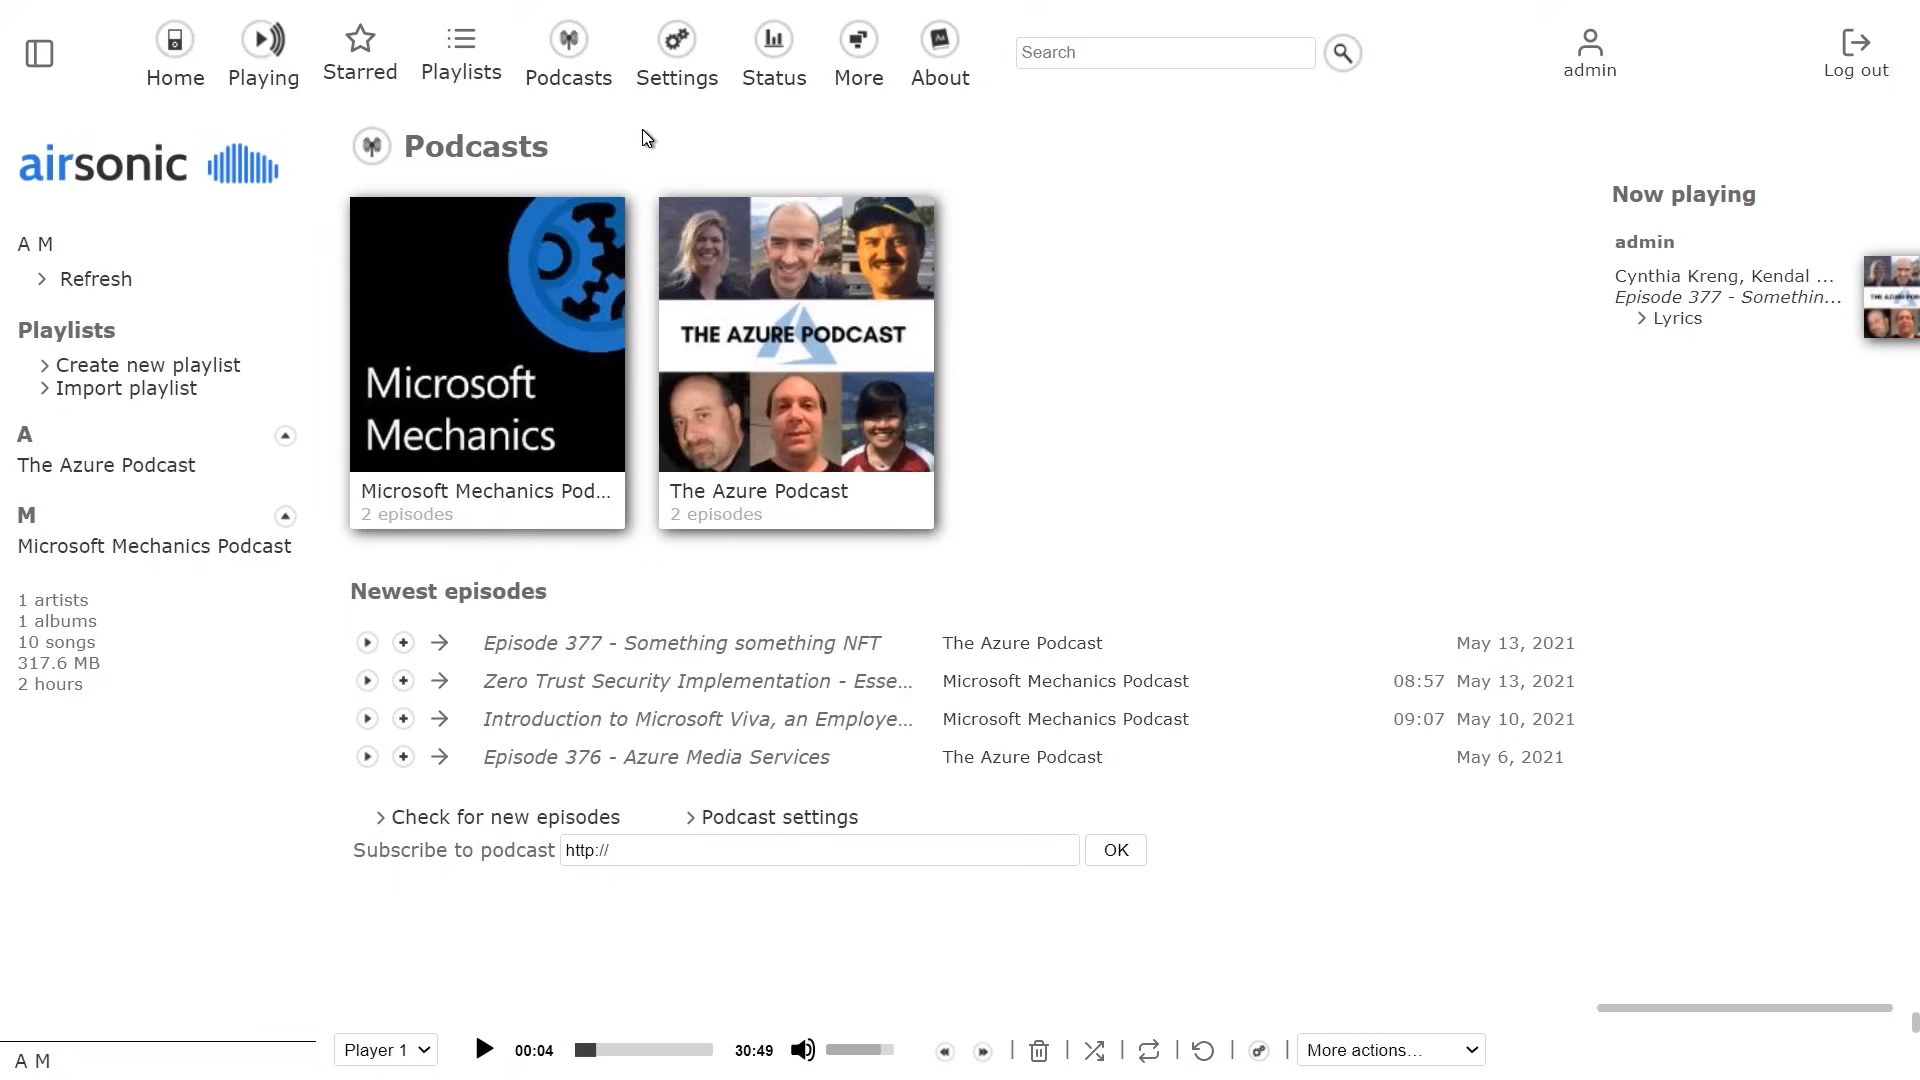 Home
Playing
Starred
Playlists
Podcasts
Settings
Status
More
About
Search
admin
Log out
airsonic
A M
Refresh
Playlists
Create new playlist
Import playlist
A
The Azure Podcast
M
Microsoft Mechanics Podcast
1 artists
1 albums
10 songs
317.6 MB
2 hours
A M
Podcasts
Microsoft
Mechanics
Microsoft Mechanics Pod...
2 episodes
THE AZURE PODCAST
The Azure Podcast
2 episodes
Newest episodes
Episode 377 - Something something NFT The Azure Podcast May 13, 2021
Zero Trust Security Implementation - Esse... Microsoft Mechanics Podcast 08:57 May 13, 2021
Introduction to Microsoft Viva, an Employe... Microsoft Mechanics Podcast 09:07 May 10, 2021
Episode 376 - Azure Media Services The Azure Podcast May 6, 2021
Check for new episodes Podcast settings
Subscribe to podcast http:// OK
Now playing
admin
Cynthia Kreng, Kendal ...
Episode 377 - Somethin...
Lyrics
Player 1 00:04 30:49 More actions...